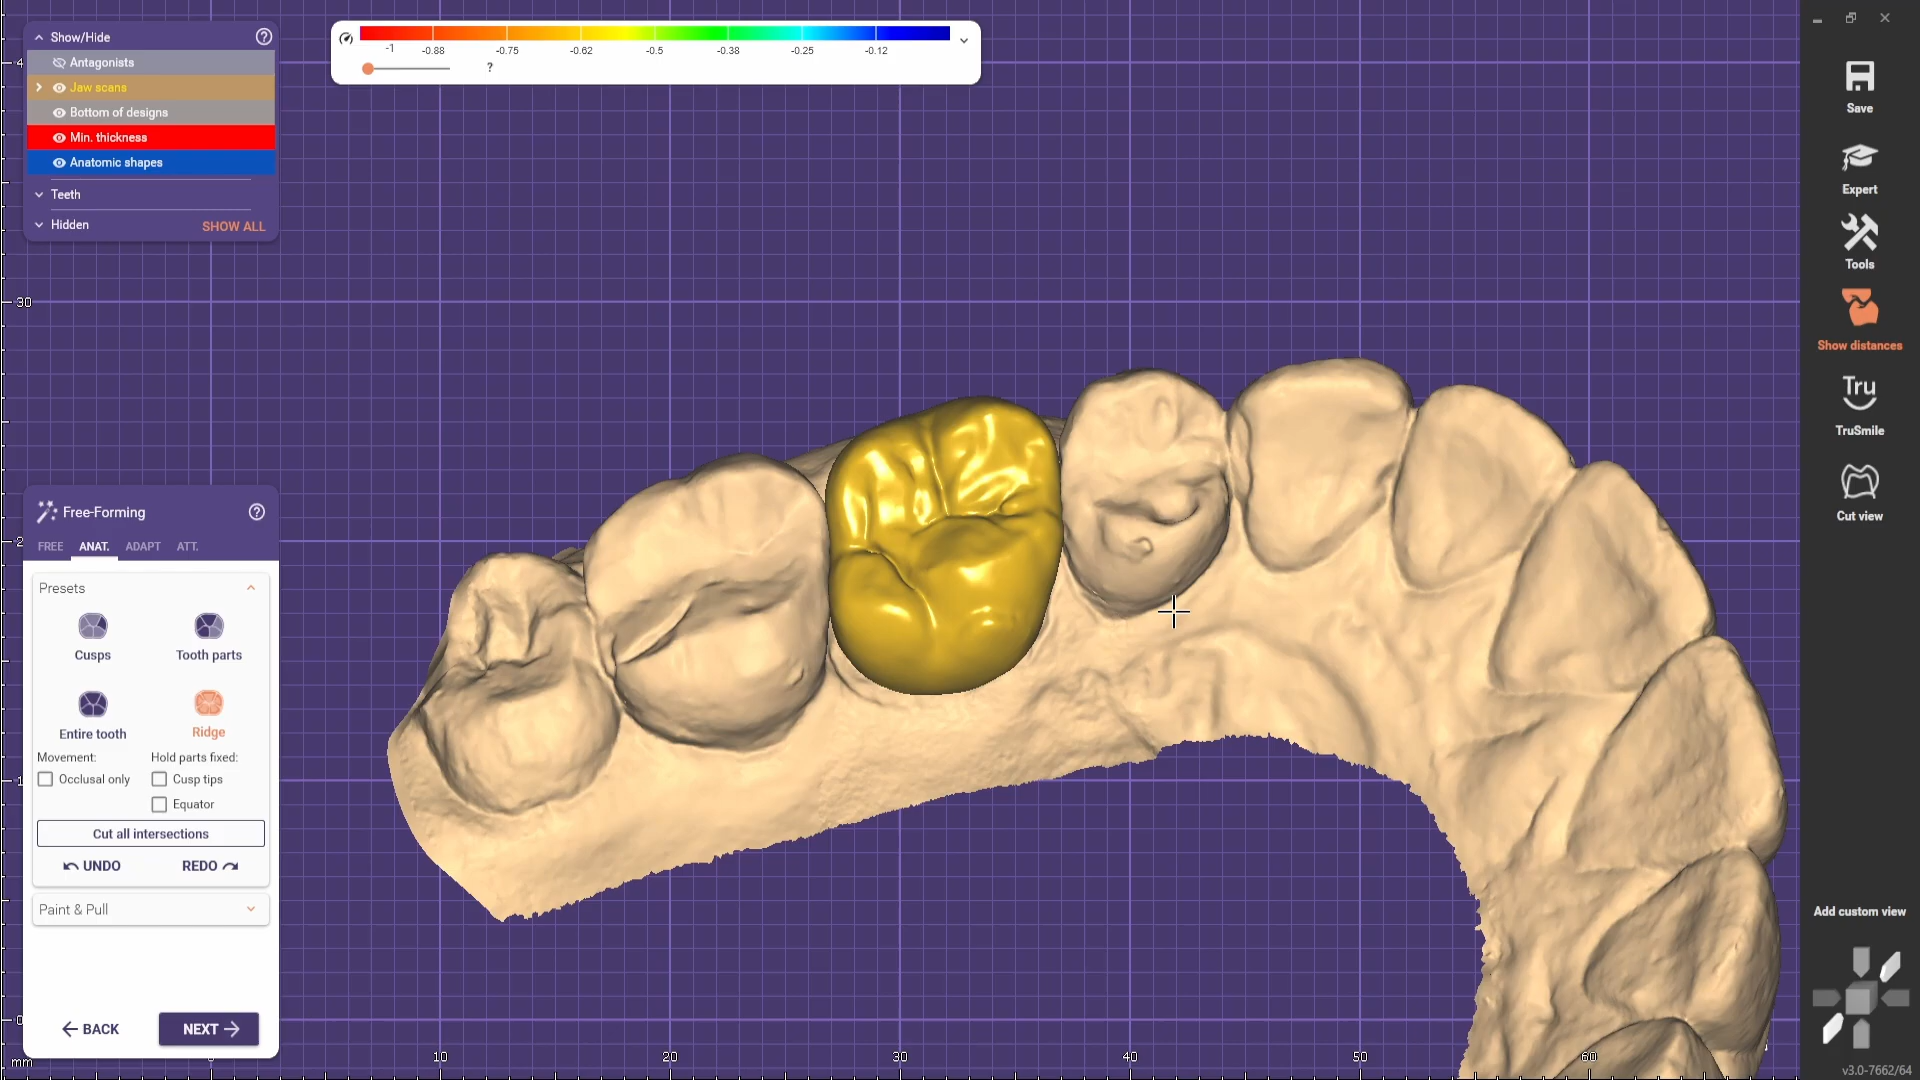 Show/Hide
Antagonists
Jaw scans
Bottom of designs
Min. thickness
Anatomic shapes
Teeth
Hidden
SHOW ALL
-1 -0.88 -0.75 -0.62 -0.5 -0.38 -0.25 -0.12
?
Save
Expert
Tools
Show distances
Tru
TruSmile
Cut view
Add custom view
v3.0-7662/64
Free-Forming
FREE ANAT. ADAPT ATT.
Presets
Cusps Tooth parts
Entire tooth Ridge
Movement: Hold parts fixed:
Occlusal only Cusp tips
Equator
Cut all intersections
UNDO REDO
Paint & Pull
BACK NEXT
4
30
2
1
0
mm 10 20 30 40 50 60